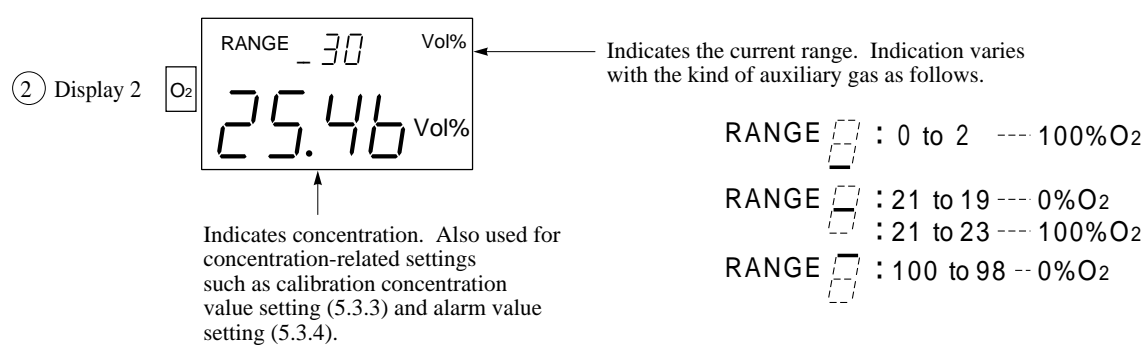 RANGE _ 30 Vol%
② Display 2 O2
25.46 Vol%
Indicates the current range. Indication varies
with the kind of auxiliary gas as follows.
RANGE _ : 0 to 2 ---- 100%O2
RANGE - : 21 to 19 ---- 0%O2
: 21 to 23 ---- 100%O2
RANGE ‾ : 100 to 98 -- 0%O2
Indicates concentration. Also used for
concentration-related settings
such as calibration concentration
value setting (5.3.3) and alarm value
setting (5.3.4).